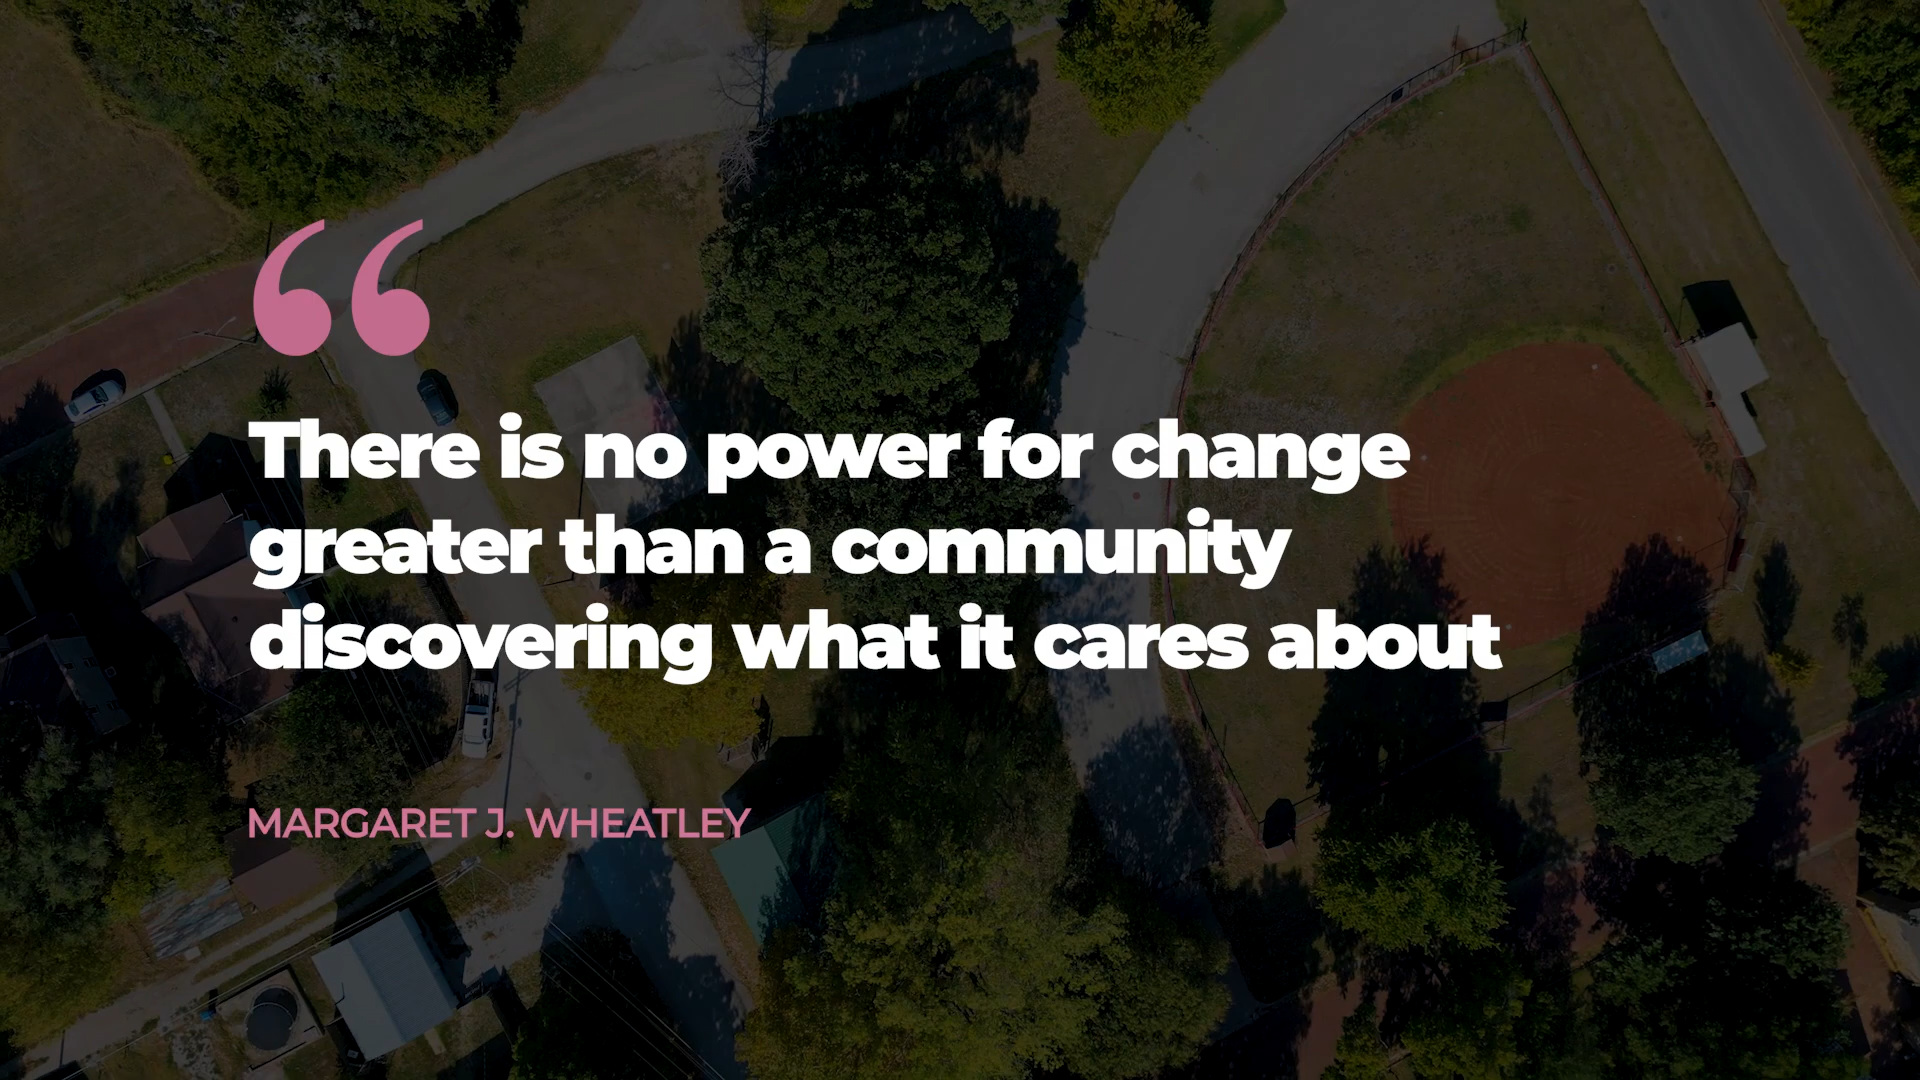 “
There is no power for change
greater than a community
discovering what it cares about
MARGARET J. WHEATLEY